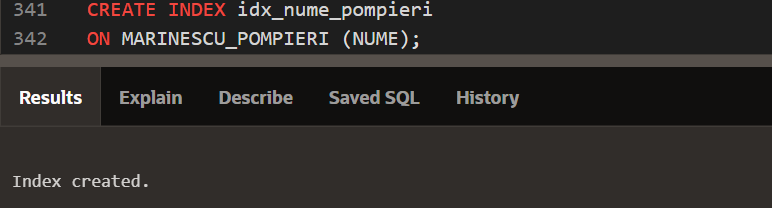 341 CREATE INDEX idx_nume_pompieri
342 ON MARINESCU_POMPIERI (NUME);
Results Explain Describe Saved SQL History
Index created.